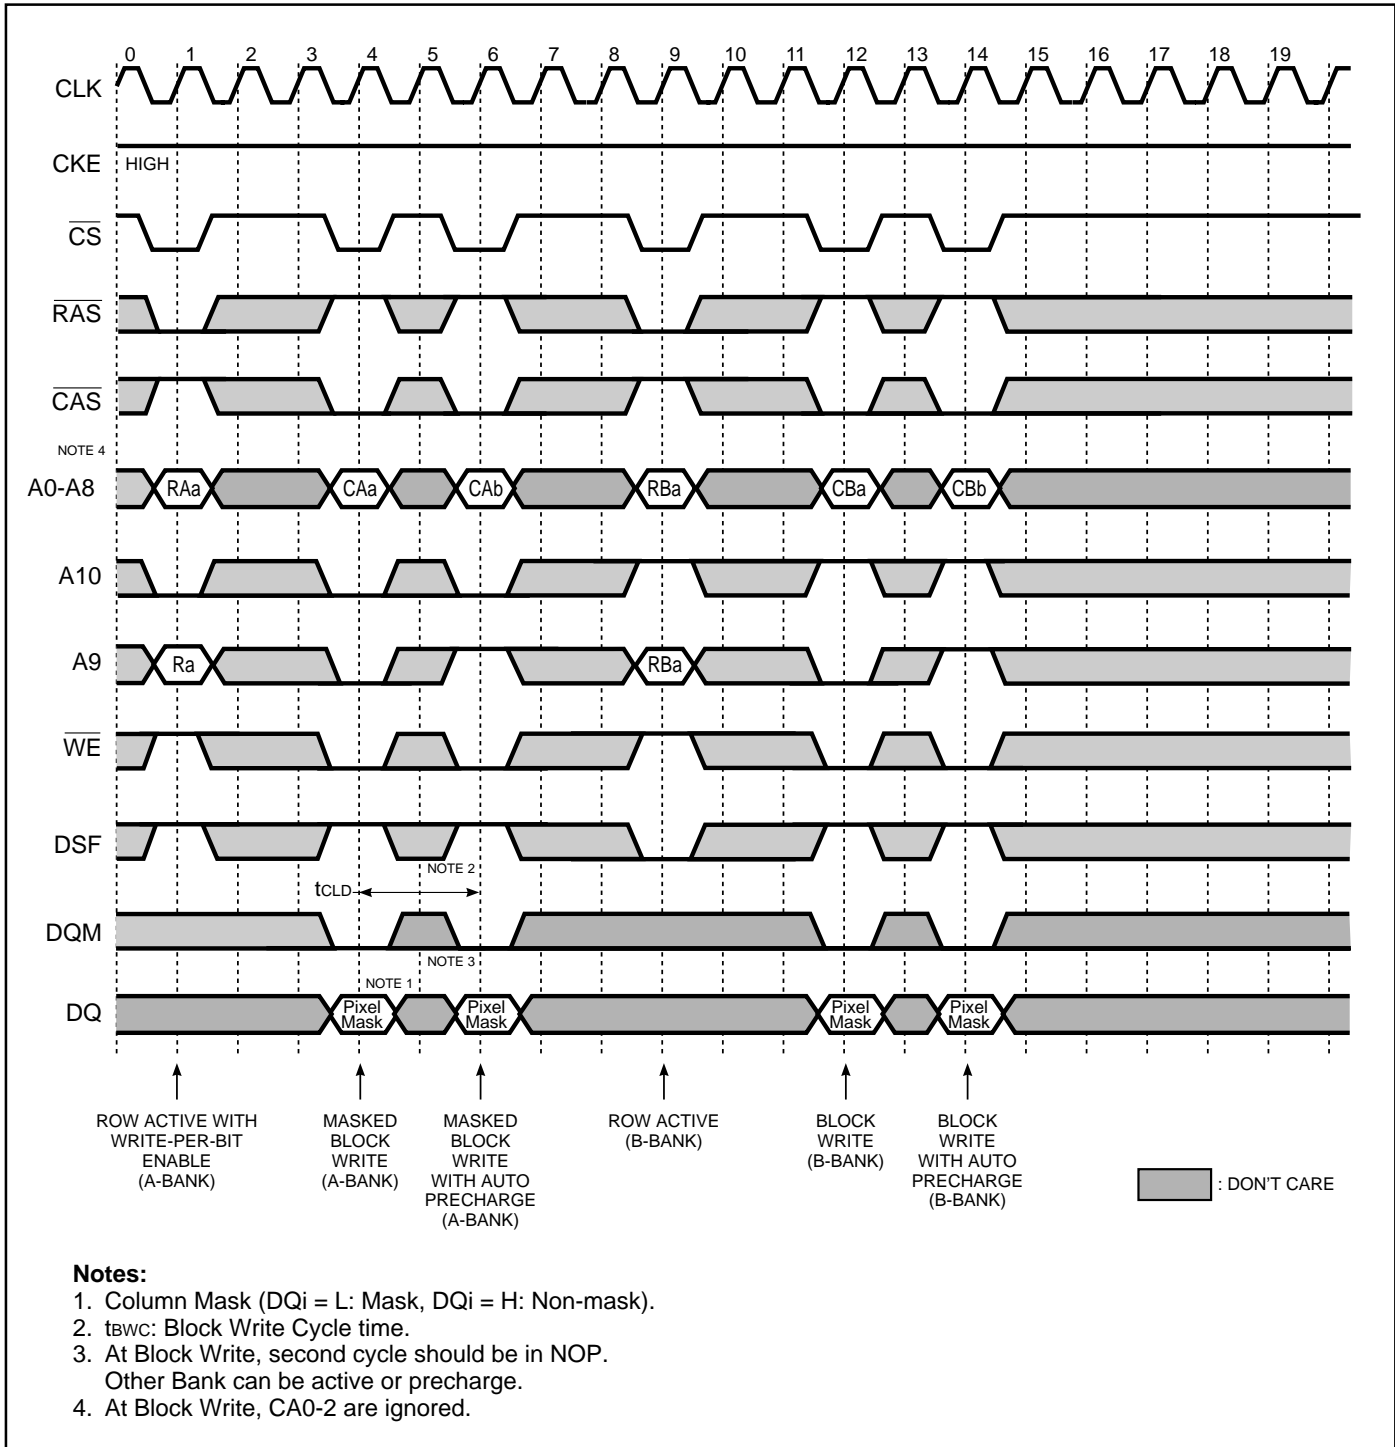 0 1 2 3 4 5 6 7 8 9 10 11 12 13 14 15 16 17 18 19
CLK
CKE HIGH
CS
RAS
CAS
NOTE 4
A0-A8 RAa CAa CAb RBa CBa CBb
A10
A9 Ra RBa
WE
DSF
NOTE 2
tCLD
DQM
NOTE 3
NOTE 1
DQ Pixel Mask Pixel Mask Pixel Mask Pixel Mask
ROW ACTIVE WITH
WRITE-PER-BIT
ENABLE
(A-BANK)
MASKED
BLOCK
WRITE
(A-BANK)
MASKED
BLOCK
WRITE
WITH AUTO
PRECHARGE
(A-BANK)
ROW ACTIVE
(B-BANK)
BLOCK
WRITE
(B-BANK)
BLOCK
WRITE
WITH AUTO
PRECHARGE
(B-BANK)
: DON'T CARE
Notes:
1. Column Mask (DQi = L: Mask, DQi = H: Non-mask).
2. tBWC: Block Write Cycle time.
3. At Block Write, second cycle should be in NOP.
Other Bank can be active or precharge.
4. At Block Write, CA0-2 are ignored.